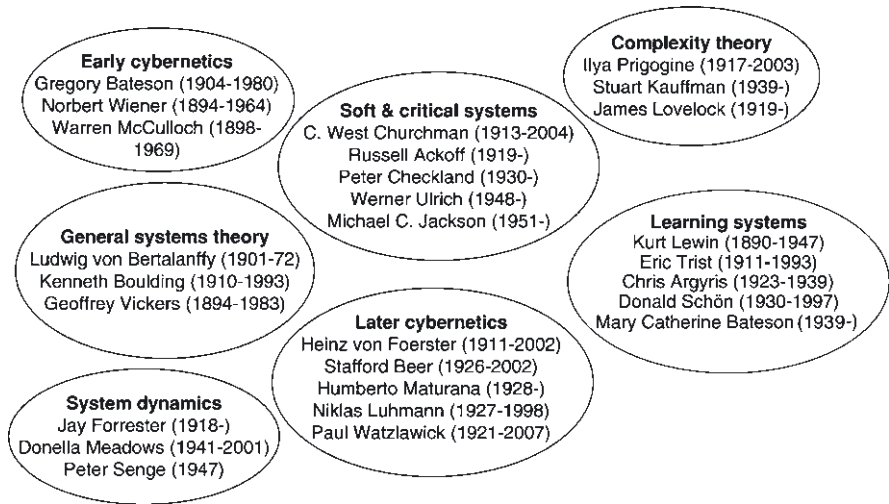 Early cybernetics
Gregory Bateson (1904-1980)
Norbert Wiener (1894-1964)
Warren McCulloch (1898-
1969)
Complexity theory
Ilya Prigogine (1917-2003)
Stuart Kauffman (1939-)
James Lovelock (1919-)
Soft & critical systems
C. West Churchman (1913-2004)
Russell Ackoff (1919-)
Peter Checkland (1930-)
Werner Ulrich (1948-)
Michael C. Jackson (1951-)
General systems theory
Ludwig von Bertalanffy (1901-72)
Kenneth Boulding (1910-1993)
Geoffrey Vickers (1894-1983)
Learning systems
Kurt Lewin (1890-1947)
Eric Trist (1911-1993)
Chris Argyris (1923-1939)
Donald Schön (1930-1997)
Mary Catherine Bateson (1939-)
Later cybernetics
Heinz von Foerster (1911-2002)
Stafford Beer (1926-2002)
Humberto Maturana (1928-)
Niklas Luhmann (1927-1998)
Paul Watzlawick (1921-2007)
System dynamics
Jay Forrester (1918-)
Donella Meadows (1941-2001)
Peter Senge (1947)